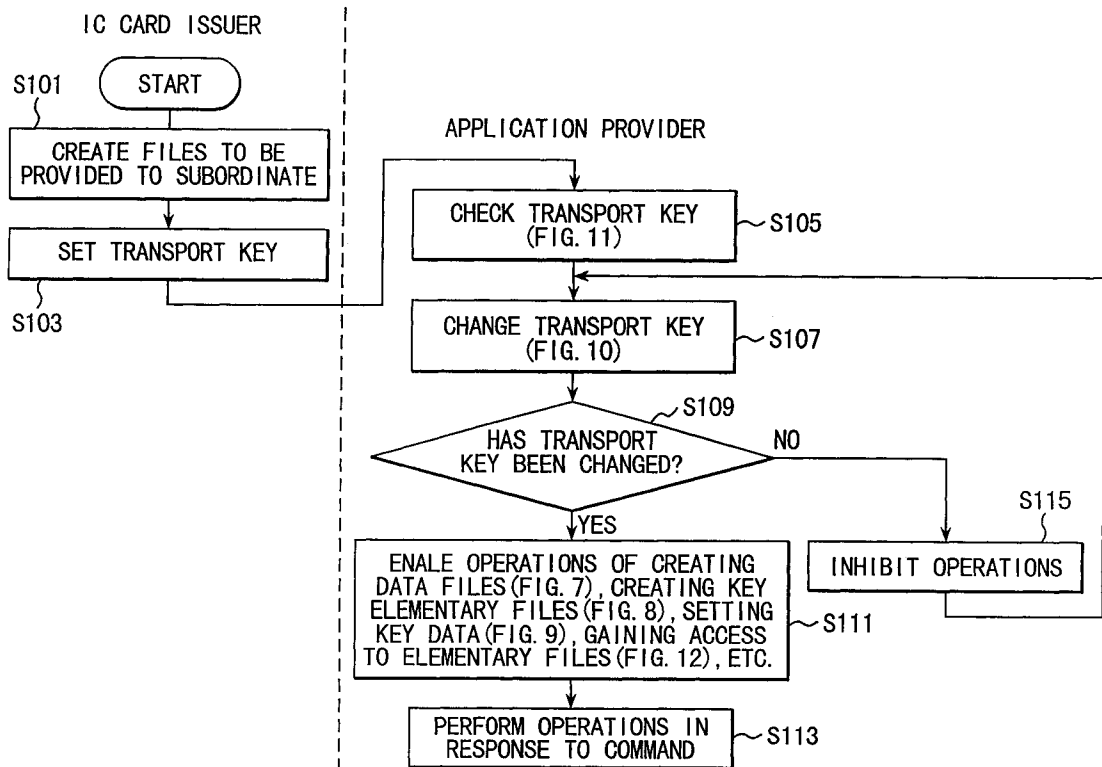 IC CARD ISSUER
START
S101
CREATE FILES TO BE
PROVIDED TO SUBORDINATE
SET TRANSPORT KEY
S103
APPLICATION PROVIDER
CHECK TRANSPORT KEY
(FIG. 11)
S105
CHANGE TRANSPORT KEY
(FIG. 10)
S107
S109
HAS TRANSPORT
KEY BEEN CHANGED?
NO
YES
S115
INHIBIT OPERATIONS
ENALE OPERATIONS OF CREATING
DATA FILES(FIG. 7), CREATING KEY
ELEMENTARY FILES(FIG. 8), SETTING
KEY DATA(FIG. 9), GAINING ACCESS
TO ELEMENTARY FILES(FIG. 12), ETC.
S111
PERFORM OPERATIONS IN
RESPONSE TO COMMAND
S113